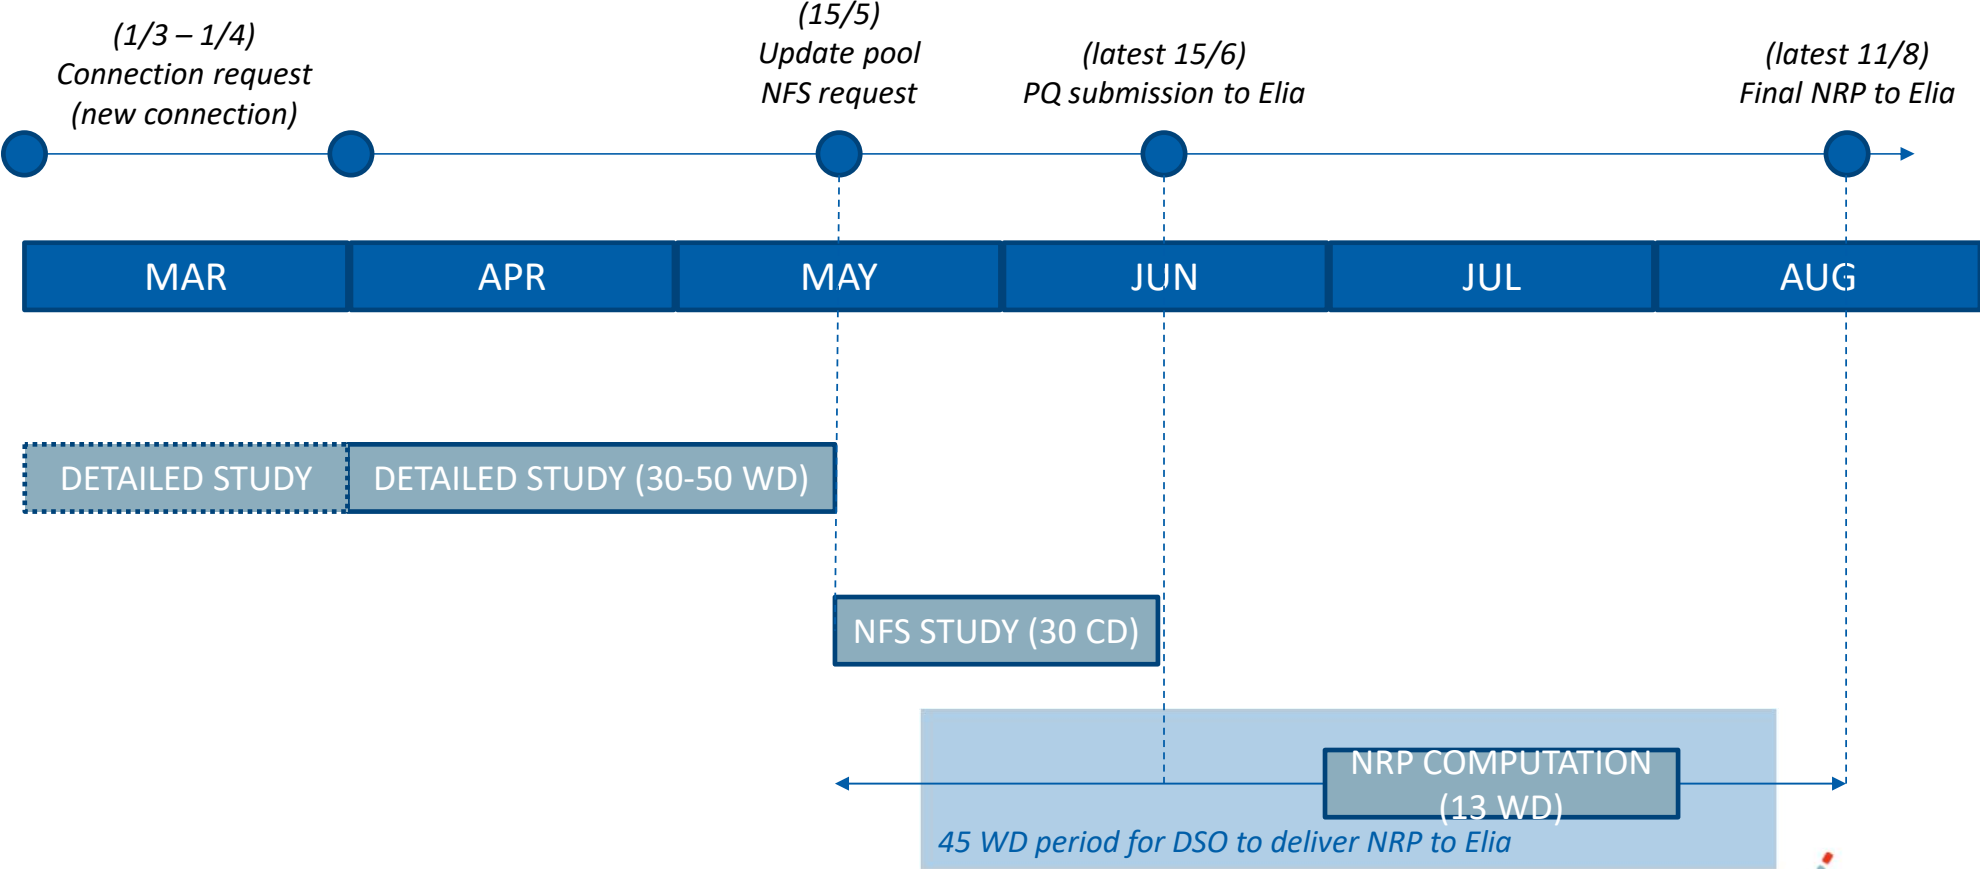 (1/3 – 1/4)
Connection request
(new connection)
(15/5)
Update pool
NFS request
(latest 15/6)
PQ submission to Elia
(latest 11/8)
Final NRP to Elia
MAR
APR
MAY
JUN
JUL
AUG
DETAILED STUDY
DETAILED STUDY (30-50 WD)
NFS STUDY (30 CD)
NRP COMPUTATION
(13 WD)
45 WD period for DSO to deliver NRP to Elia